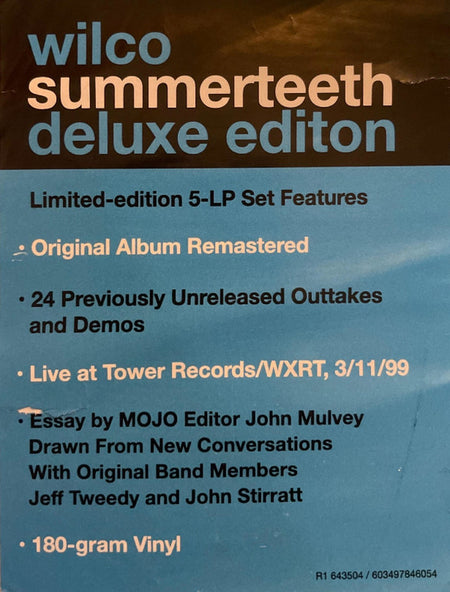 wilco
summerteeth
deluxe editon
Limited-edition 5-LP Set Features
• Original Album Remastered
• 24 Previously Unreleased Outtakes
and Demos
• Live at Tower Records/WXRT, 3/11/99
• Essay by MOJO Editor John Mulvey
Drawn From New Conversations
With Original Band Members
Jeff Tweedy and John Stirratt
• 180-gram Vinyl
R1 643504 / 603497846054